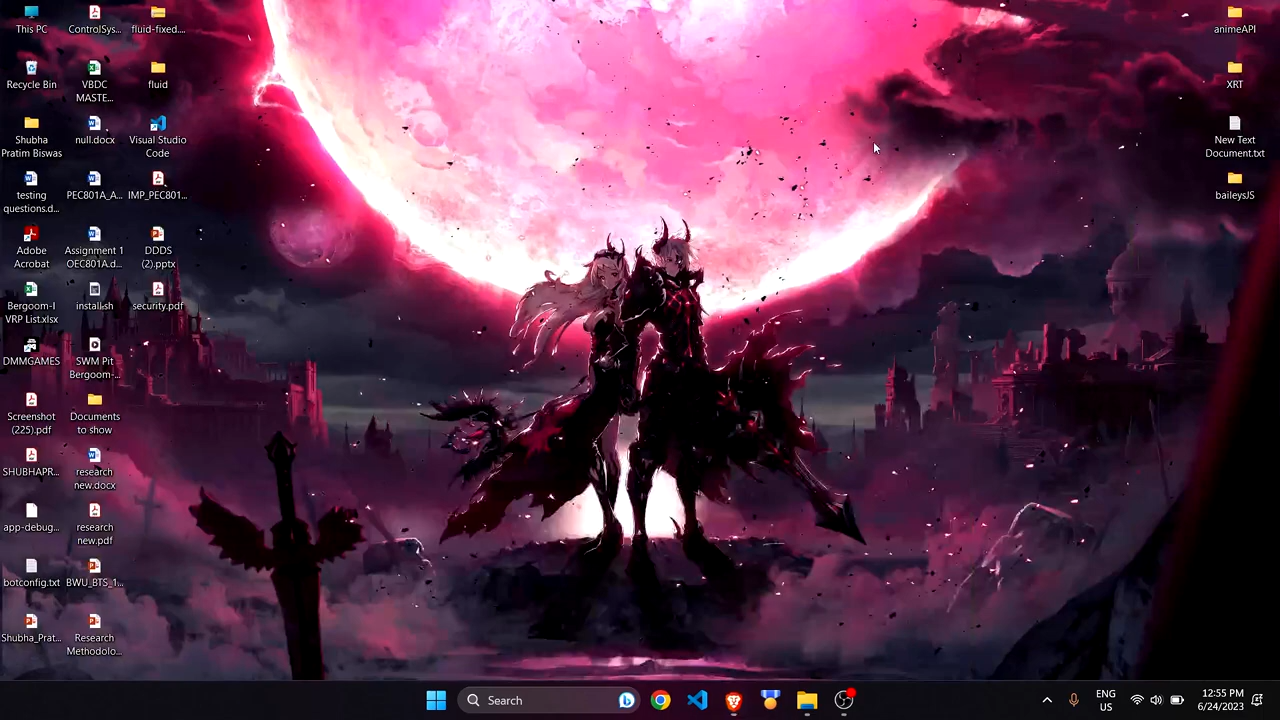 This PC
ControlSys...
fluid-fixed....
Recycle Bin
VBDC
MASTE...
fluid
Shubha
Pratim Biswas
null.docx
Visual Studio
Code
testing
questions.d...
PEC801A_A...
IMP_PEC801...
Adobe
Acrobat
Assignment 1
OEC801A.d...
DDDS
(2).pptx
Bergoom-I
VRP List.xlsx
install.sh
security.pdf
DMMGAMES
SWM Pit
Bergoom-...
Screenshot
(225).pdf
Documents
to show
SHUBHAPR...
research
new.docx
app-debug...
research
new.pdf
botconfig.txt
BWU_BTS_1...
Shubha_Prat...
Research
Methodolo...
animeAPI
XRT
New Text
Document.txt
baileysJS
Search
ENG
US
12:55 PM
6/24/2023